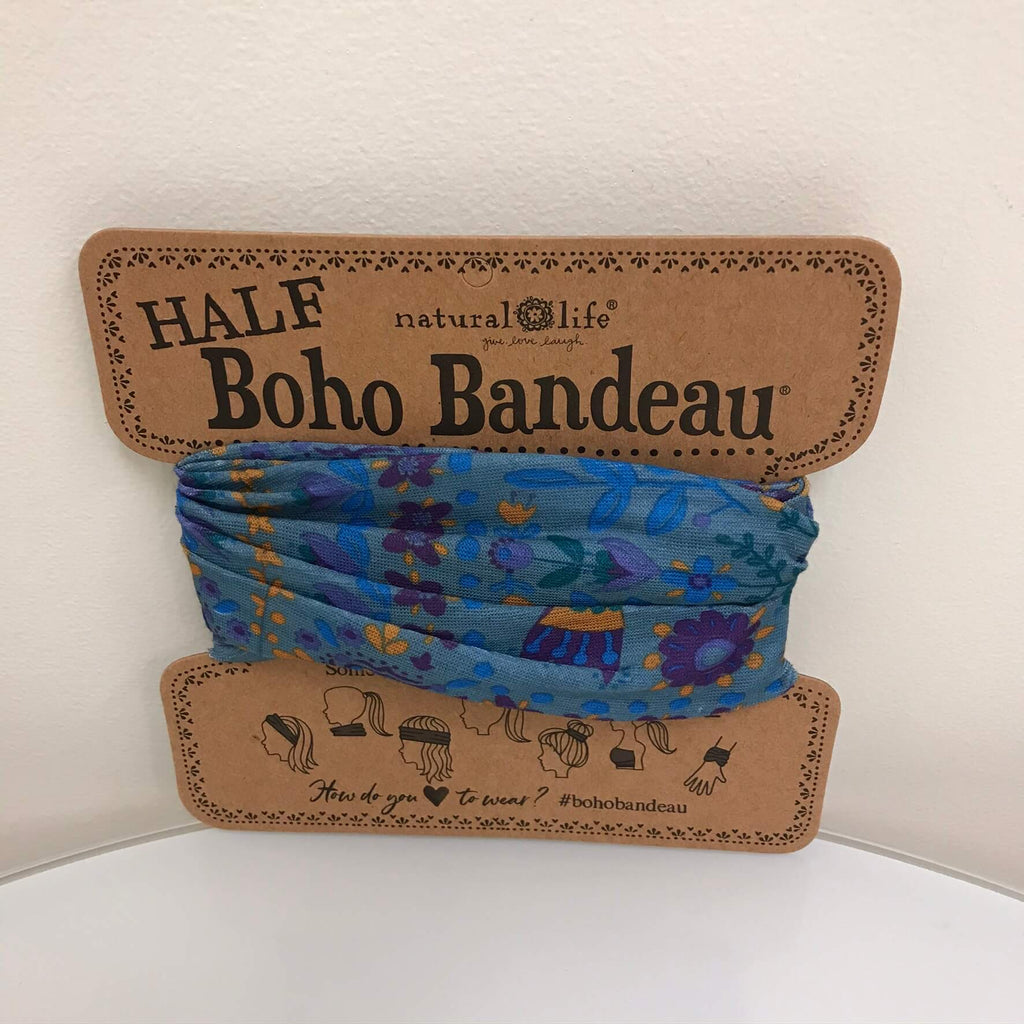 HALF
natural life®
give. love. laugh.
Boho Bandeau®
How do you ♥ to wear? #bohobandeau